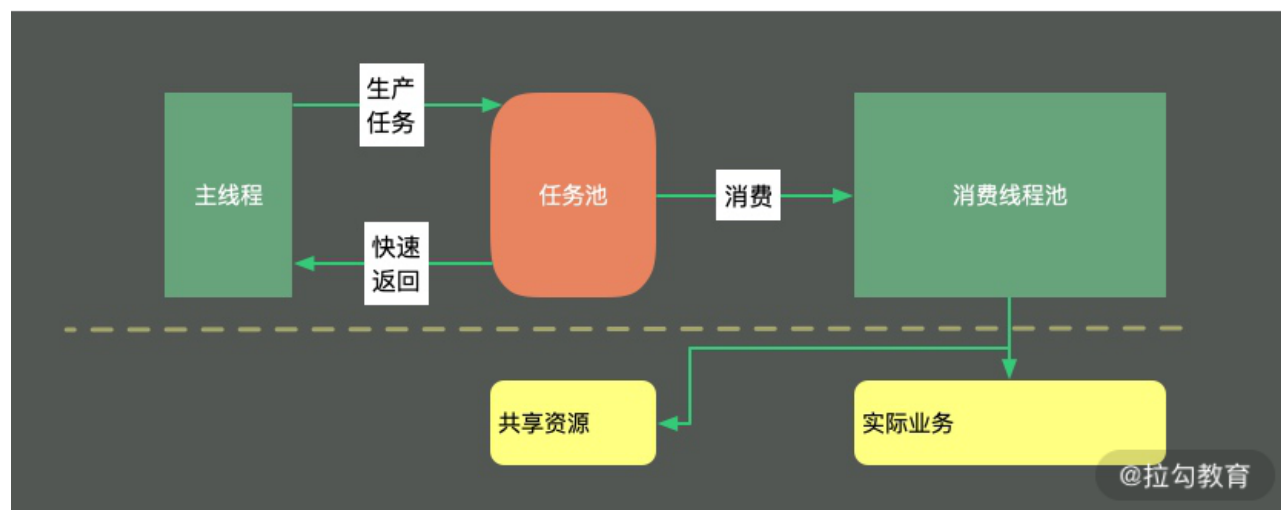 生产
任务
主线程
任务池
消费
消费线程池
快速
返回
共享资源
实际业务
@拉勾教育